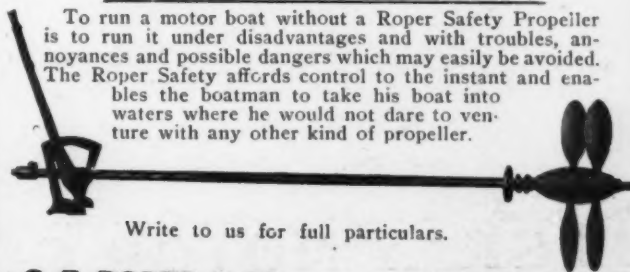 To run a motor boat without a Roper Safety Propeller
is to run it under disadvantages and with troubles, an-
noyances and possible dangers which may easily be avoided.
The Roper Safety affords control to the instant and ena-
bles the boatman to take his boat into
waters where he would not dare to ven-
ture with any other kind of propeller.
Write to us for full particulars.